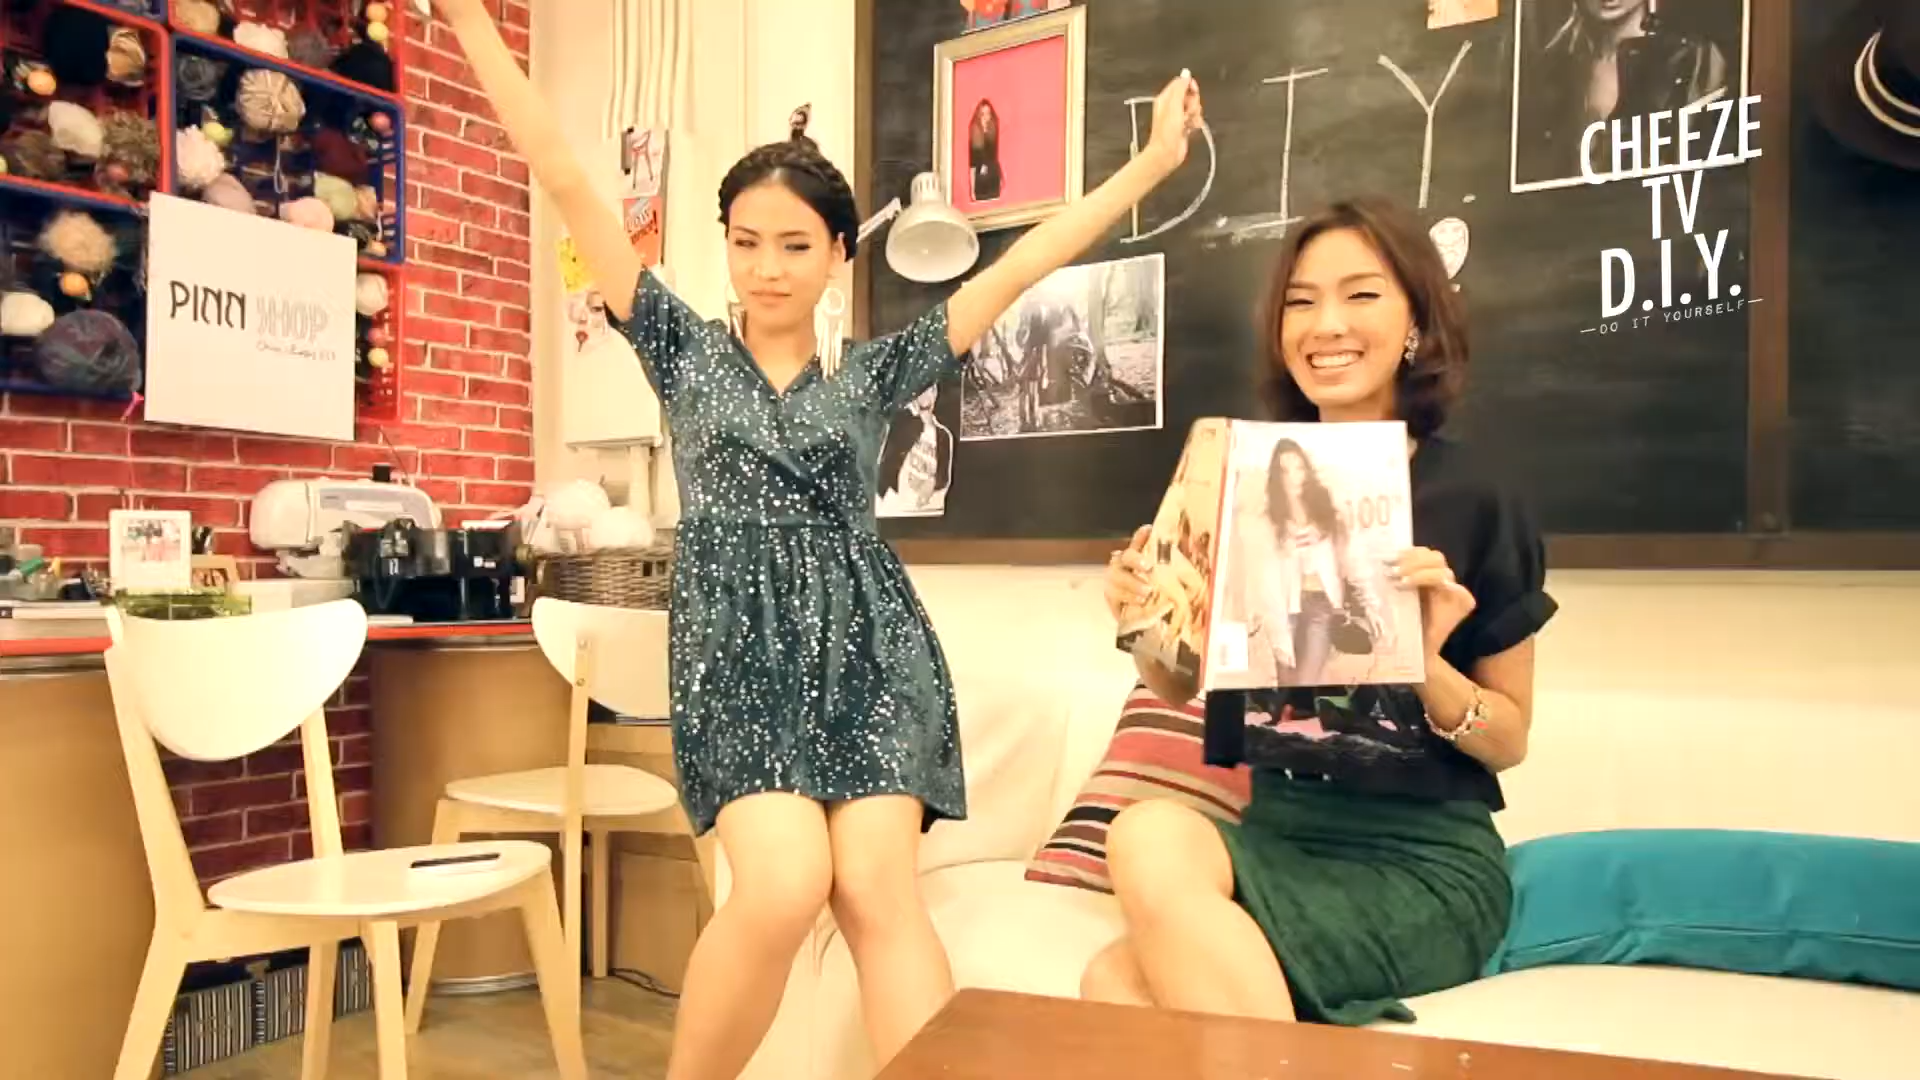 PINN SHOP
D.I.Y.
100
CHEEZE
TV
D.I.Y.
—DO IT YOURSELF—